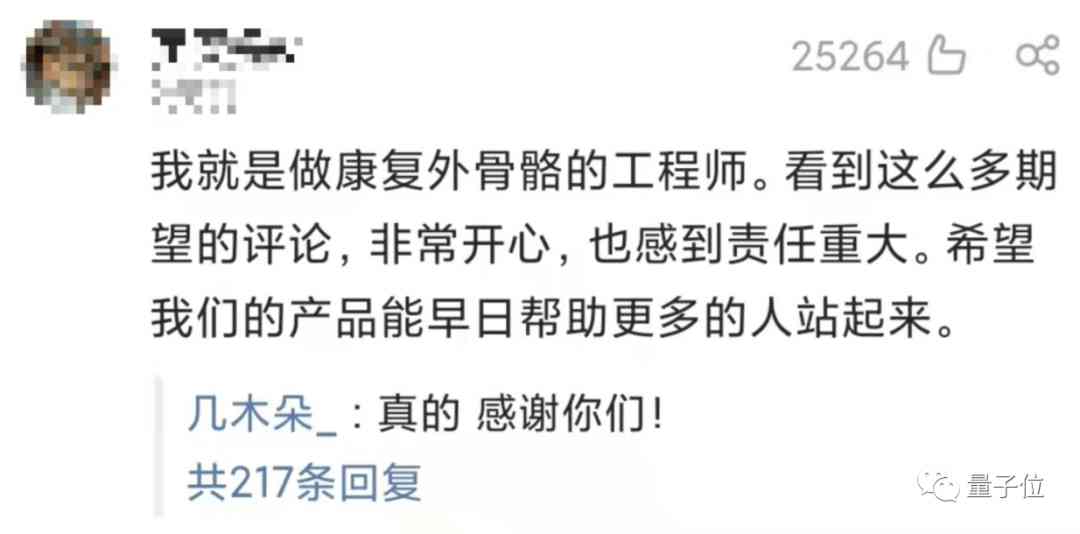 25264
我就是做康复外骨骼的工程师。看到这么多期
望的评论，非常开心，也感到责任重大。希望
我们的产品能早日帮助更多的人站起来。
几木朵_：真的 感谢你们！
共217条回复
量子位